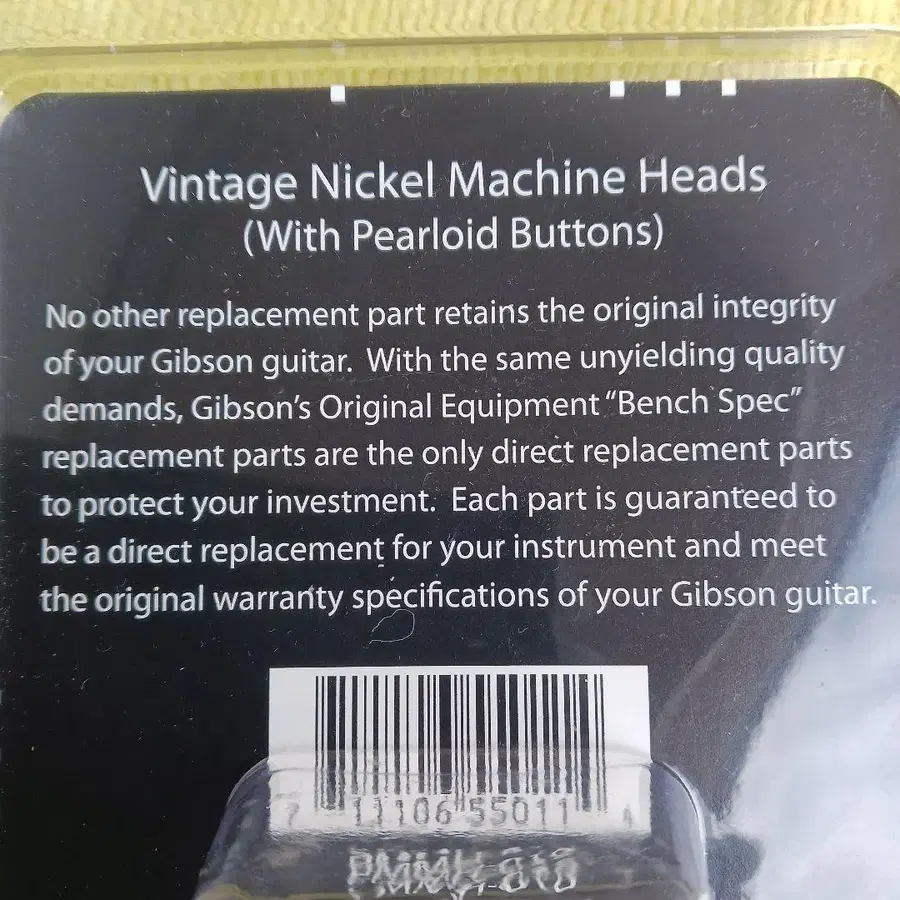 Vintage Nickel Machine Heads
(With Pearloid Buttons)
No other replacement part retains the original integrity
of your Gibson guitar. With the same unyielding quality
demands, Gibson's Original Equipment “Bench Spec”
replacement parts are the only direct replacement parts
to protect your investment. Each part is guaranteed to
be a direct replacement for your instrument and meet
the original warranty specifications of your Gibson guitar.
7 11106 55011 4